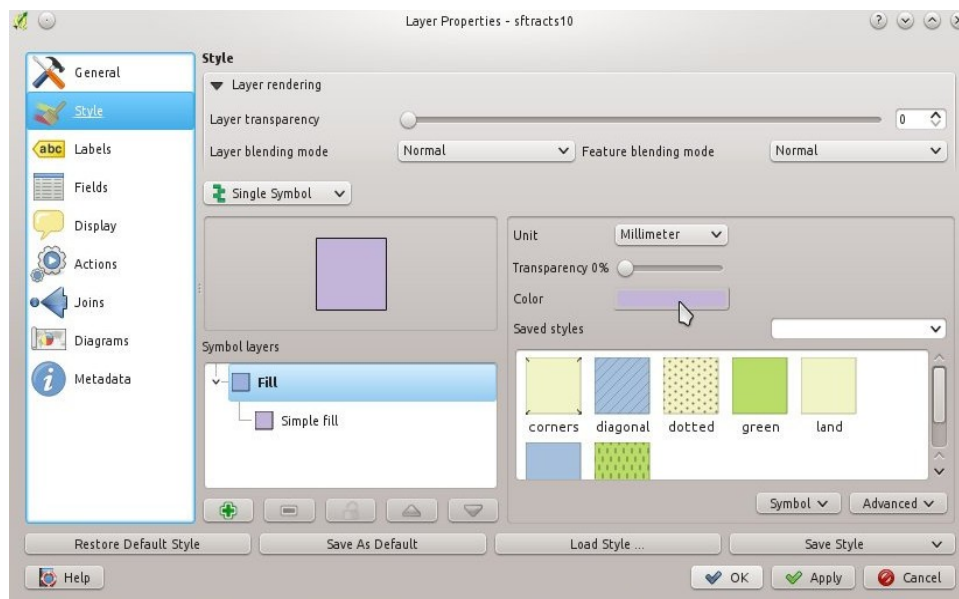 Layer Properties - sftracts10
?
General
Style
abc Labels
Fields
Display
Actions
Joins
Diagrams
i Metadata
Style
Layer rendering
Layer transparency 0
Layer blending mode Normal Feature blending mode Normal
Single Symbol
Symbol layers
Fill
Simple fill
Unit Millimeter
Transparency 0%
Color
Saved styles
corners diagonal dotted green land
Symbol Advanced
Restore Default Style Save As Default Load Style ... Save Style
Help OK Apply Cancel